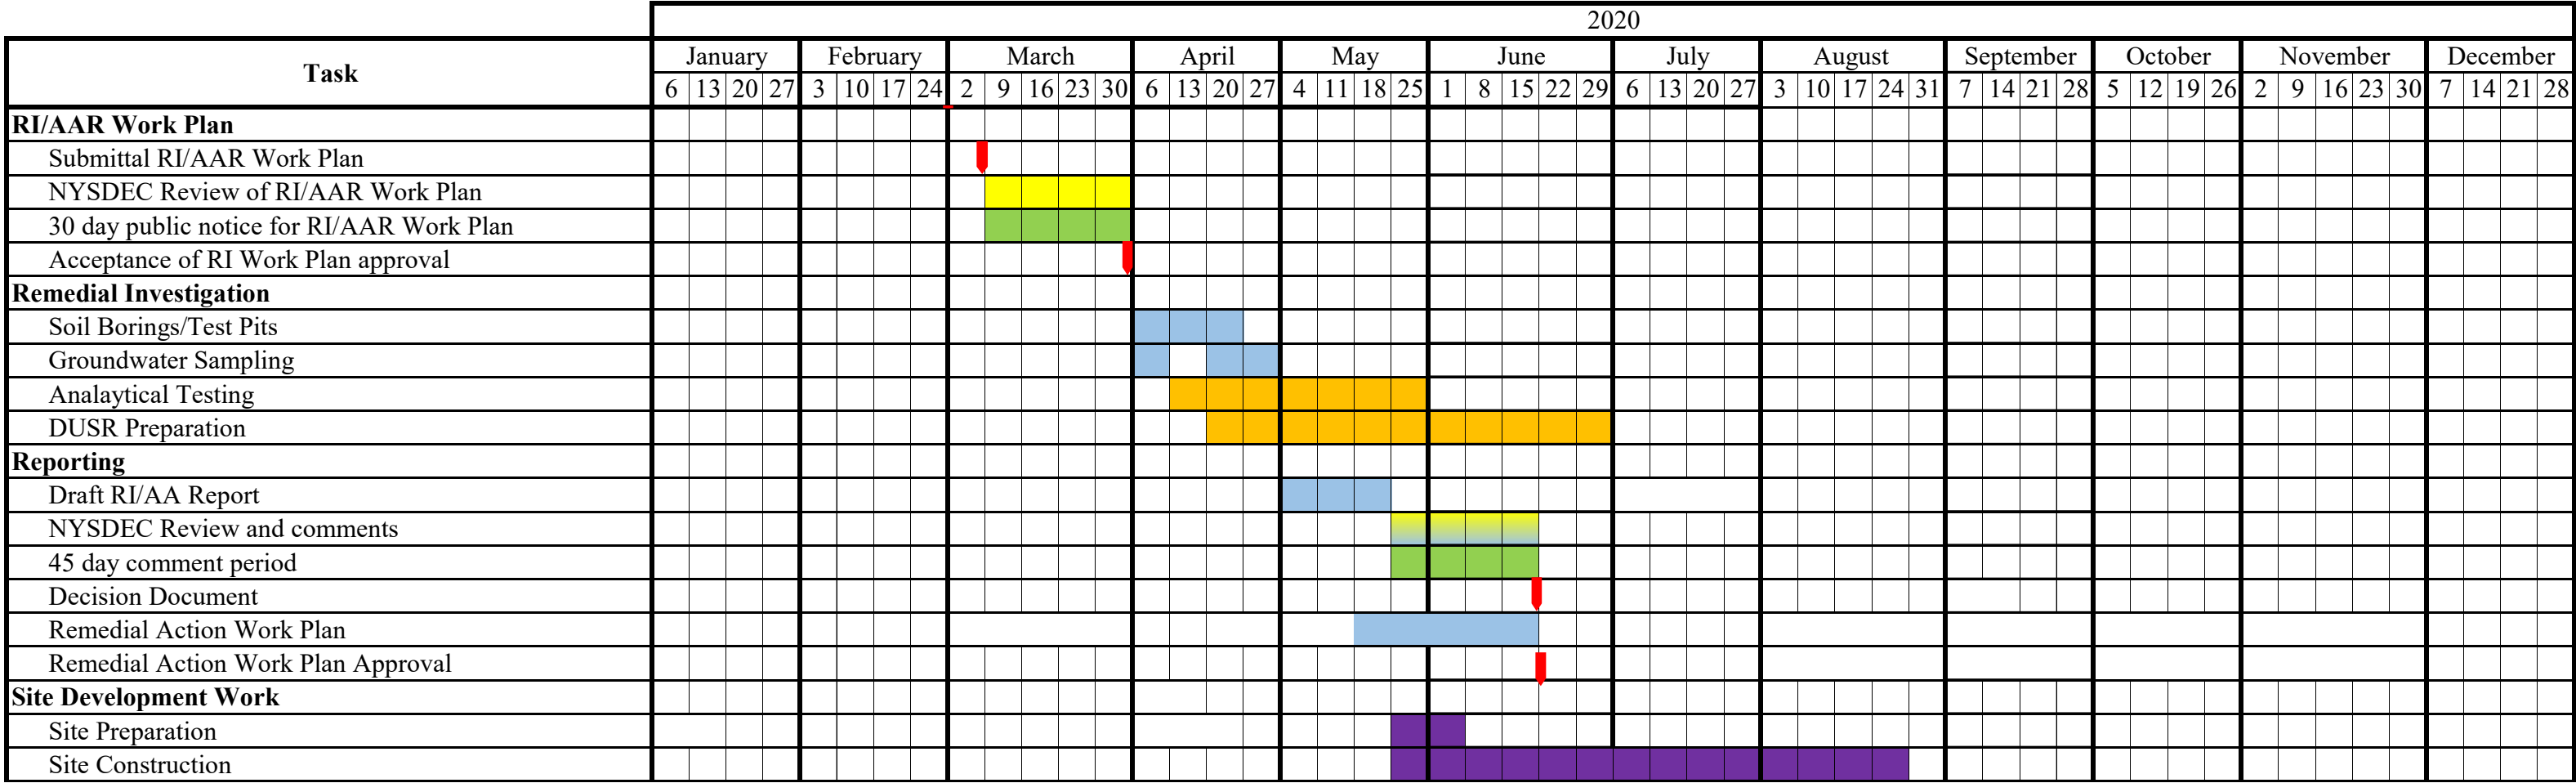 2020
Task
January February March April May June July August September October November December
6 13 20 27 3 10 17 24 2 9 16 23 30 6 13 20 27 4 11 18 25 1 8 15 22 29 6 13 20 27 3 10 17 24 31 7 14 21 28 5 12 19 26 2 9 16 23 30 7 14 21 28
RI/AAR Work Plan
Submittal RI/AAR Work Plan
NYSDEC Review of RI/AAR Work Plan
30 day public notice for RI/AAR Work Plan
Acceptance of RI Work Plan approval
Remedial Investigation
Soil Borings/Test Pits
Groundwater Sampling
Analaytical Testing
DUSR Preparation
Reporting
Draft RI/AA Report
NYSDEC Review and comments
45 day comment period
Decision Document
Remedial Action Work Plan
Remedial Action Work Plan Approval
Site Development Work
Site Preparation
Site Construction